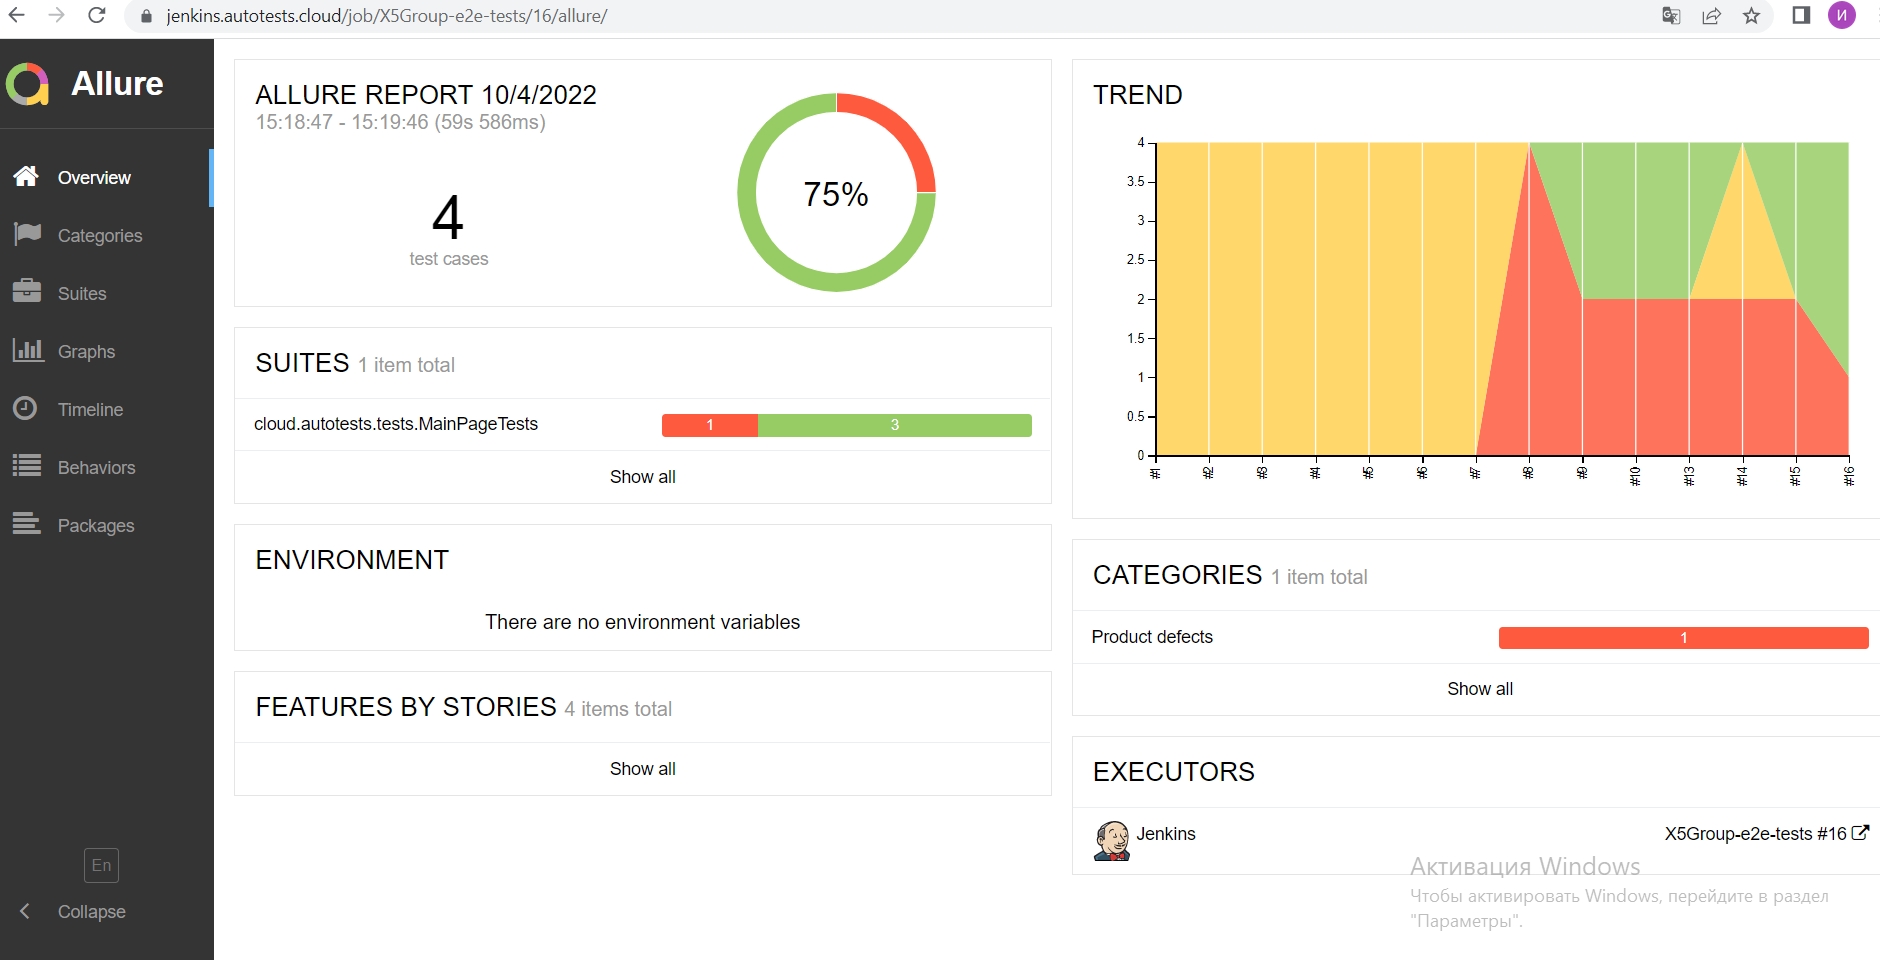 jenkins.autotests.cloud/job/X5Group-e2e-tests/16/allure/
И
Allure
Overview
Categories
Suites
Graphs
Timeline
Behaviors
Packages
En
Collapse
ALLURE REPORT 10/4/2022
15:18:47 - 15:19:46 (59s 586ms)
4
test cases
75%
SUITES 1 item total
cloud.autotests.tests.MainPageTests 1 3
Show all
ENVIRONMENT
There are no environment variables
FEATURES BY STORIES 4 items total
Show all
TREND
4
3.5
3
2.5
2
1.5
1
0.5
0
#1 #2 #3 #4 #5 #6 #7 #8 #9 #10 #13 #14 #15 #16
CATEGORIES 1 item total
Product defects 1
Show all
EXECUTORS
Jenkins X5Group-e2e-tests #16
Активация Windows
Чтобы активировать Windows, перейдите в раздел
"Параметры".